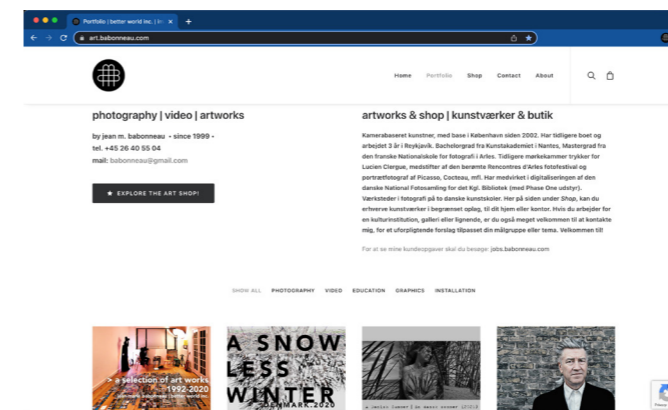 Portfolio | better world inc. | im
art.babonneau.com
Home Portfolio Shop Contact About
photography | video | artworks
by jean m. babonneau - since 1999 -
tel. +45 26 40 55 04
mail: babonneau@gmail.com
★ EXPLORE THE ART SHOP!
artworks & shop | kunstværker & butik
Kamerabaseret kunstner, med base i København siden 2002. Har tidligere boet og
arbejdet 3 år i Reykjavik. Bachelorgrad fra Kunstakademiet i Nantes, Mastergrad fra
den franske Nationalskole for fotografi i Arles. Tidligere mørkekammer trykker for
Lucien Clergue, medstifter af den berømte Rencontres d'Arles fotofestival og
portrætfotograf af Picasso, Cocteau, mfl. Har medvirket i digitaliseringen af den
danske National Fotosamling for det Kgl. Bibliotek (med Phase One udstyr).
Værksteder i fotografi på to danske kunstskoler. Her på siden under Shop, kan du
erhverve kunstværker i begrænset oplag, til dit hjem eller kontor. Hvis du arbejder for
en kulturinstitution, galleri eller lignende, er du også meget velkommen til at kontakte
mig, for et uforpligtende forslag tilpasset din målgruppe eller tema. Velkommen til!
For at se mine kundeopgaver skal du besøge: jobs.babonneau.com
SHOW ALL PHOTOGRAPHY VIDEO EDUCATION GRAPHICS INSTALLATION
> a selection of art works
1992-2020
A SNOW
LESS
WINTER
DENMARK.2020